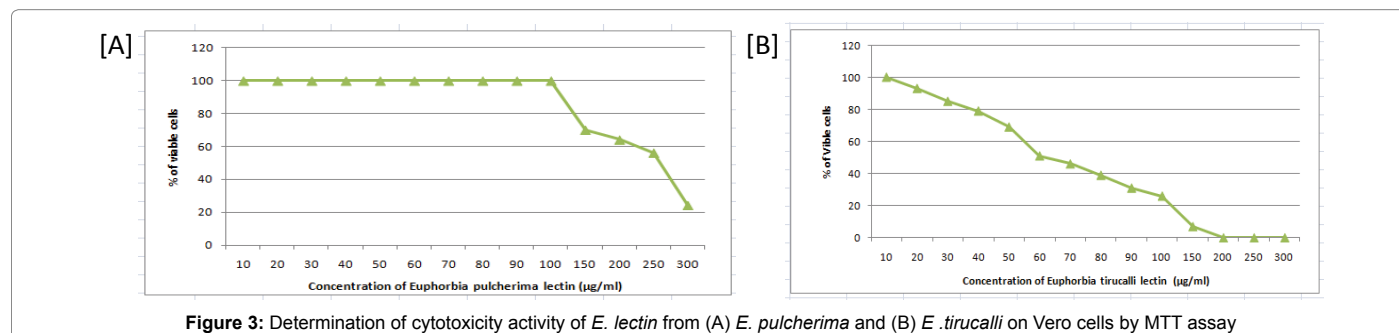 [A]
120
100
80
60
40
20
0
% of viable cells
10 20 30 40 50 60 70 80 90 100 150 200 250 300
Concentration of Euphorbia pulcherima lectin (µg/ml)
[B]
120
100
80
60
40
20
0
% of Vible cells
10 20 30 40 50 60 70 80 90 100 150 200 250 300
Concentration of Euphorbia tirucalli lectin (µg/ml)
Figure 3: Determination of cytotoxicity activity of E. lectin from (A) E. pulcherima and (B) E .tirucalli on Vero cells by MTT assay